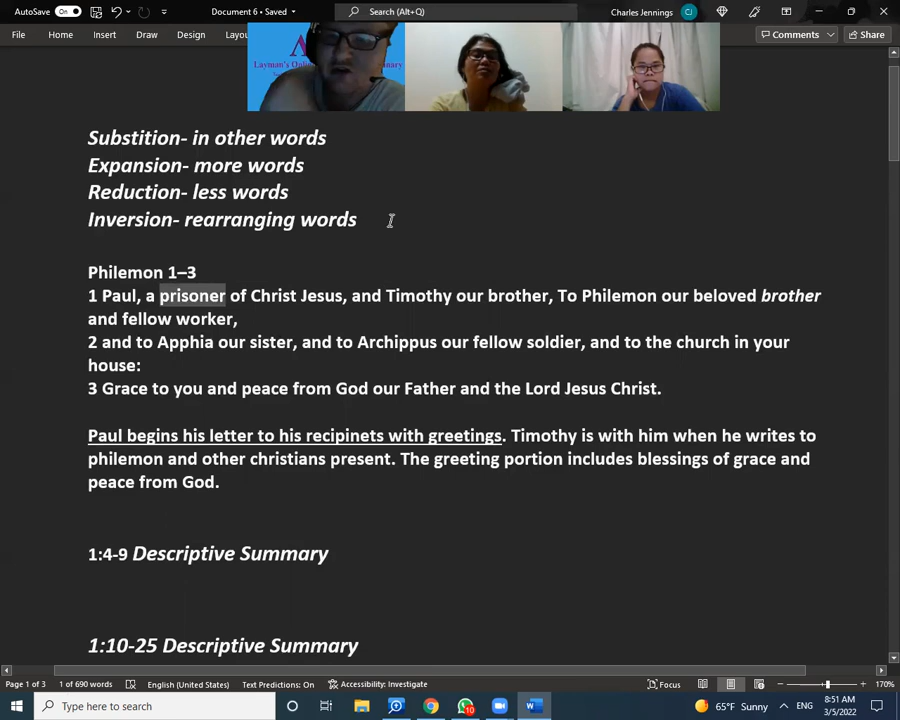 AutoSave On Document 6 • Saved Search (Alt+Q) Charles Jennings CJ
File Home Insert Draw Design Layou Comments Share
Layman's Onli nary
Substition- in other words
Expansion- more words
Reduction- less words
Inversion- rearranging words
Philemon 1–3
1 Paul, a prisoner of Christ Jesus, and Timothy our brother, To Philemon our beloved brother
and fellow worker,
2 and to Apphia our sister, and to Archippus our fellow soldier, and to the church in your
house:
3 Grace to you and peace from God our Father and the Lord Jesus Christ.
Paul begins his letter to his recipinets with greetings. Timothy is with him when he writes to
philemon and other christians present. The greeting portion includes blessings of grace and
peace from God.
1:4-9 Descriptive Summary
1:10-25 Descriptive Summary
Page 1 of 3 1 of 690 words English (United States) Text Predictions: On Accessibility: Investigate Focus 170%
Type here to search 10 65°F Sunny ENG 8:51 AM
3/5/2022